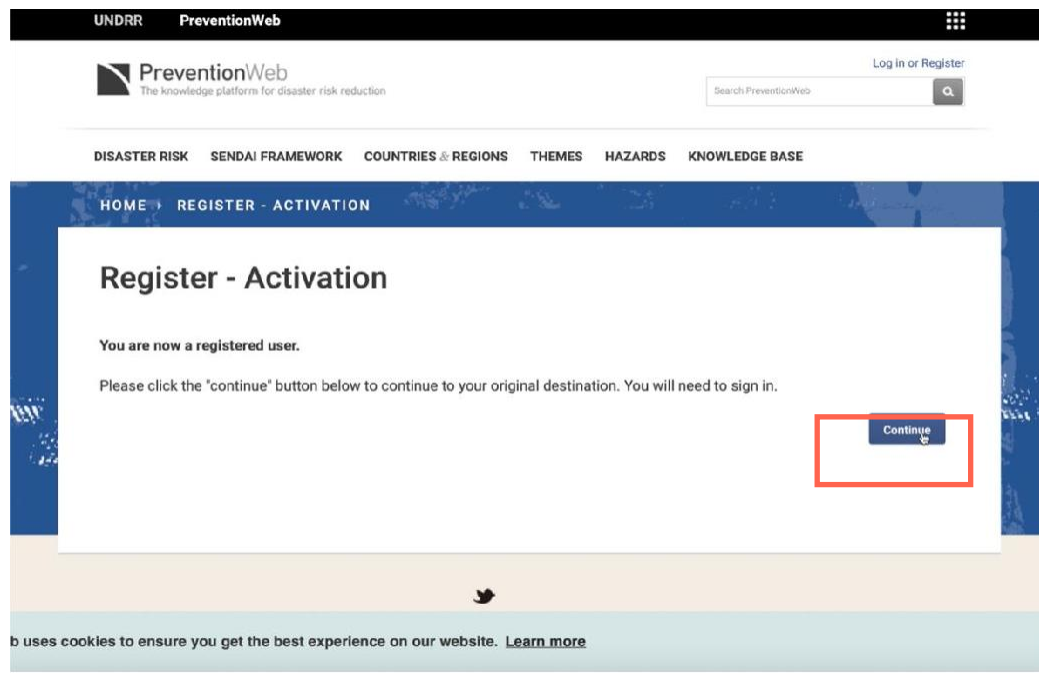 UNDRR PreventionWeb
PreventionWeb
The knowledge platform for disaster risk reduction
Log in or Register
Search PreventionWeb
DISASTER RISK SENDAI FRAMEWORK COUNTRIES & REGIONS THEMES HAZARDS KNOWLEDGE BASE
HOME › REGISTER - ACTIVATION
Register - Activation
You are now a registered user.
Please click the "continue" button below to continue to your original destination. You will need to sign in.
Continue
b uses cookies to ensure you get the best experience on our website. Learn more